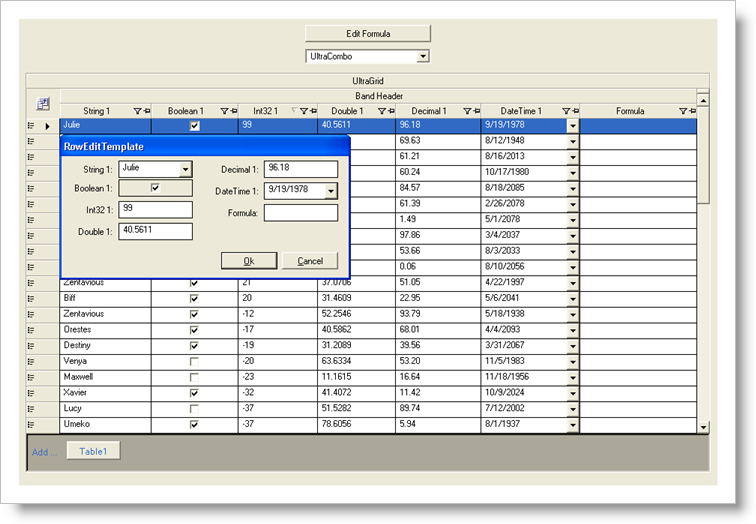 Edit Formula
UltraCombo
UltraGrid
Band Header
String 1 Boolean 1 Int32 1 Double 1 Decimal 1 DateTime 1 Formula
Julie 99 40.5611 96.18 9/19/1978
69.63 8/12/1948
61.21 8/16/2013
60.24 10/17/1980
84.57 8/18/2085
61.39 2/26/2078
1.49 5/1/2078
97.86 3/4/2037
53.66 8/3/2033
0.06 8/10/2056
RowEditTemplate
String 1: Julie
Boolean 1:
Int32 1: 99
Double 1: 40.5611
Decimal 1: 96.18
DateTime 1: 9/19/1978
Formula:
Ok Cancel
Zentavious 21 37.0706 51.05 4/22/1997
Biff 20 31.4609 22.95 5/6/2041
Zentavious -12 52.2546 93.79 5/18/1938
Orestes -17 40.5862 68.01 4/4/2093
Destiny -19 31.2089 39.56 3/31/2067
Venya -20 63.6334 53.20 11/5/1983
Maxwell -23 11.1615 16.64 11/18/1956
Xavier -32 41.4072 11.42 10/9/2024
Lucy -37 51.5282 89.74 7/12/2002
Umeko -37 78.6056 5.94 8/1/1937
Add ... Table1